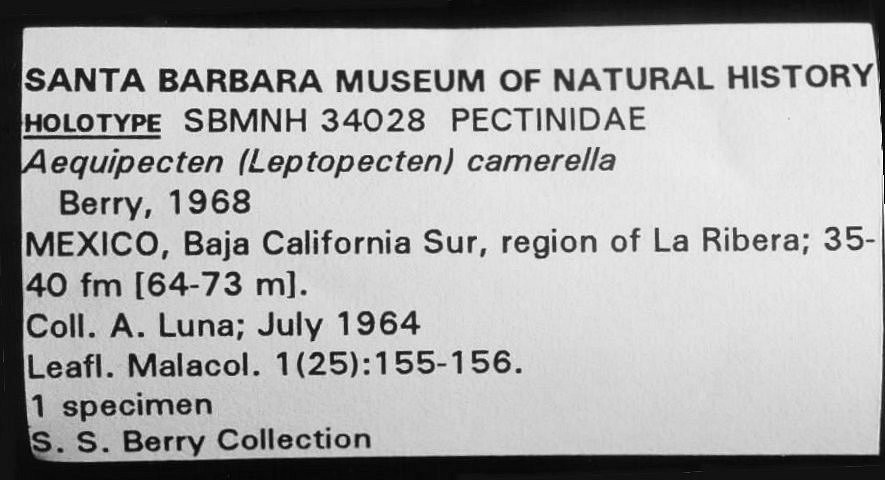 SANTA BARBARA MUSEUM OF NATURAL HISTORY
HOLOTYPE SBMNH 34028 PECTINIDAE
Aequipecten (Leptopecten) camerella
Berry, 1968
MEXICO, Baja California Sur, region of La Ribera; 35-
40 fm [64-73 m].
Coll. A. Luna; July 1964
Leafl. Malacol. 1(25):155-156.
1 specimen
S. S. Berry Collection